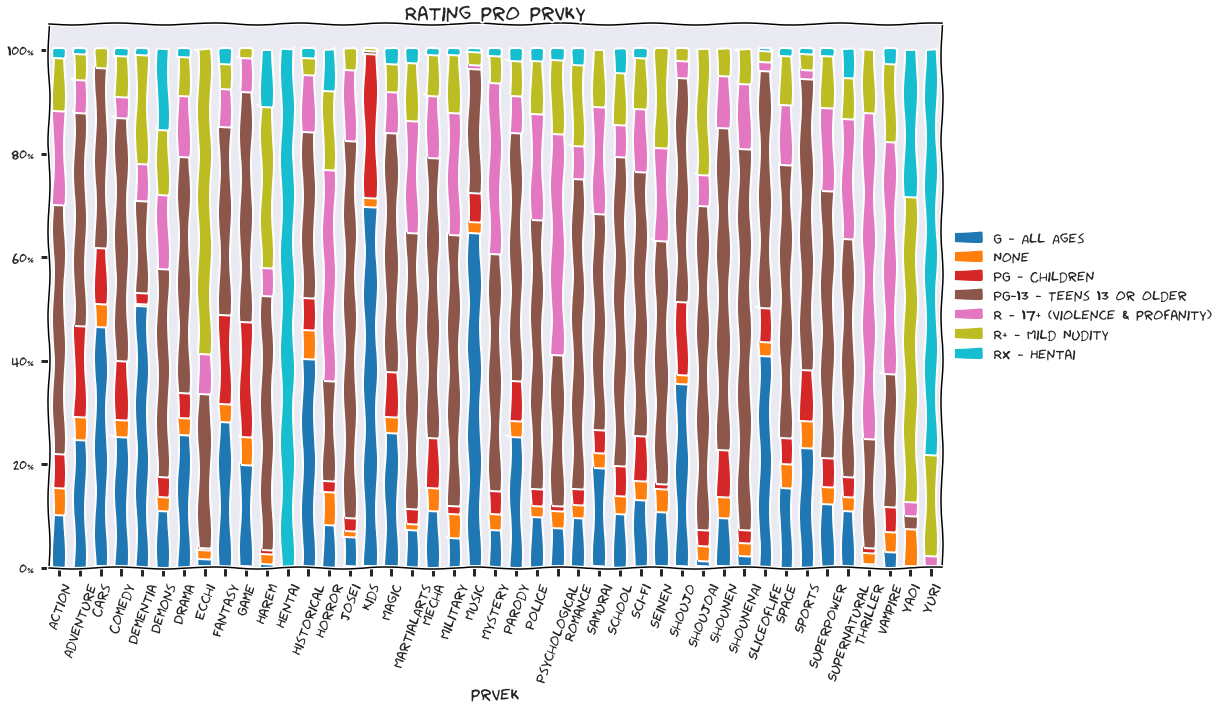 RATING PRO PRVKY
100%
80%
60%
40%
20%
0%
ACTION
ADVENTURE
CARS
COMEDY
DEMENTIA
DEMONS
DRAMA
ECCHI
FANTASY
GAME
HAREM
HENTAI
HISTORICAL
HORROR
JOSEI
KIDS
MAGIC
MARTIALARTS
MECHA
MILITARY
MUSIC
MYSTERY
PARODY
POLICE
PSYCHOLOGICAL
ROMANCE
SAMURAI
SCHOOL
SCI-FI
SEINEN
SHOUJO
SHOUJOAI
SHOUNEN
SHOUNENAI
SLICEOFLIFE
SPACE
SPORTS
SUPERPOWER
SUPERNATURAL
THRILLER
VAMPIRE
YAOI
YURI
PRVEK
G - ALL AGES
NONE
PG - CHILDREN
PG-13 - TEENS 13 OR OLDER
R - 17+ (VIOLENCE & PROFANITY)
R+ - MILD NUDITY
RX - HENTAI